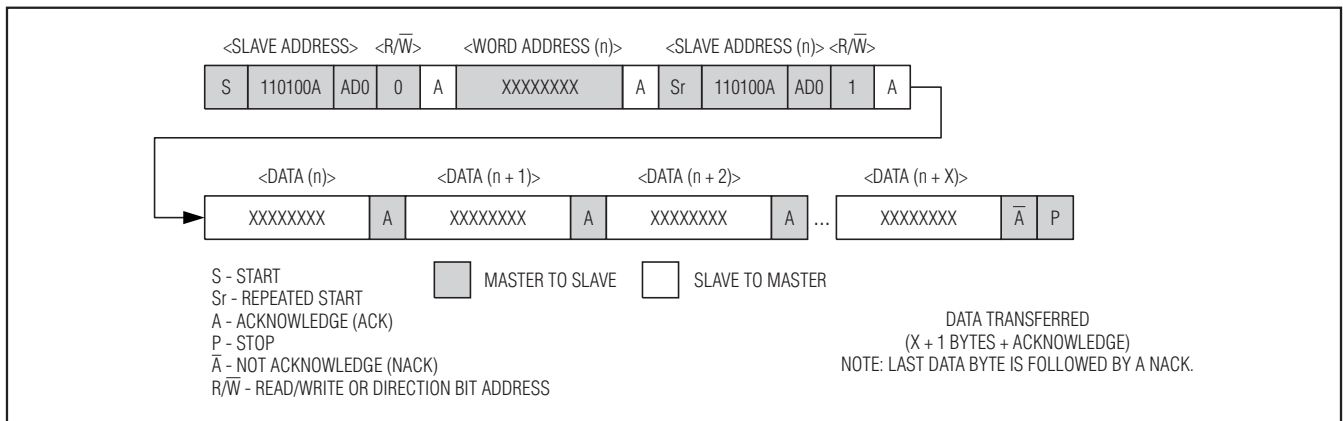 <SLAVE ADDRESS> <R/W̅> <WORD ADDRESS (n)> <SLAVE ADDRESS (n)> <R/W̅>
S 110100A AD0 0 A XXXXXXXX A Sr 110100A AD0 1 A
<DATA (n)> <DATA (n + 1)> <DATA (n + 2)> <DATA (n + X)>
XXXXXXXX A XXXXXXXX A XXXXXXXX A ... XXXXXXXX A̅ P
S - START
Sr - REPEATED START
A - ACKNOWLEDGE (ACK)
P - STOP
A̅ - NOT ACKNOWLEDGE (NACK)
R/W̅ - READ/WRITE OR DIRECTION BIT ADDRESS
MASTER TO SLAVE SLAVE TO MASTER
DATA TRANSFERRED
(X + 1 BYTES + ACKNOWLEDGE)
NOTE: LAST DATA BYTE IS FOLLOWED BY A NACK.